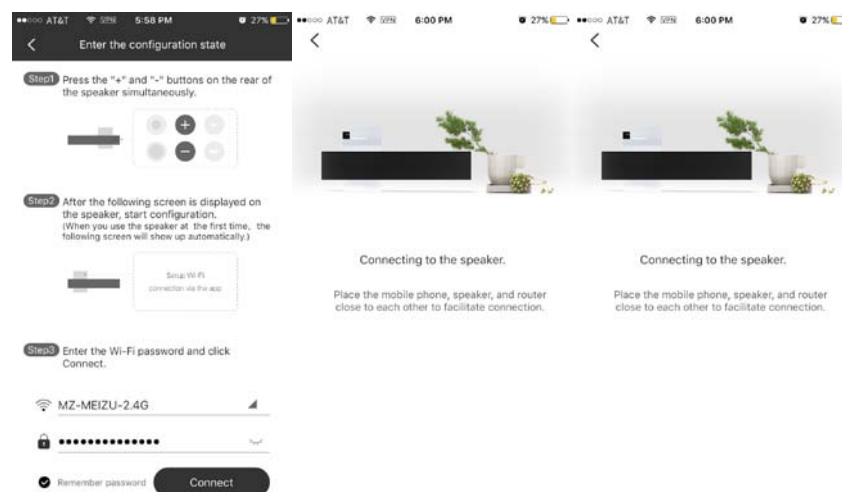 AT&T VPN 5:58 PM 27%
Enter the configuration state
Step1 Press the "+" and "-" buttons on the rear of
the speaker simultaneously.
Step2 After the following screen is displayed on
the speaker, start configuration.
(When you use the speaker at the first time, the
following screen will show up automatically.)
Setup Wi-Fi
connection via the app
Step3 Enter the Wi-Fi password and click
Connect.
MZ-MEIZU-2.4G
Remember password Connect
AT&T VPN 6:00 PM 27%
Connecting to the speaker.
Place the mobile phone, speaker, and router
close to each other to facilitate connection.
AT&T VPN 6:00 PM 27%
Connecting to the speaker.
Place the mobile phone, speaker, and router
close to each other to facilitate connection.